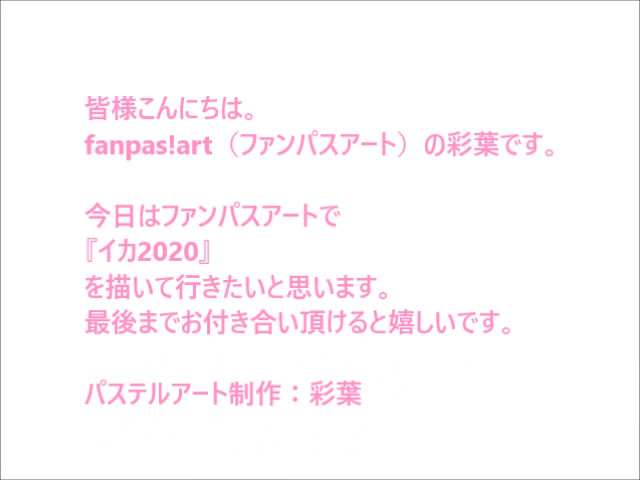 皆様こんにちは。
fanpas!art（ファンパスアート）の彩葉です。
今日はファンパスアートで
『イカ2020』
を描いて行きたいと思います。
最後までお付き合い頂けると嬉しいです。
パステルアート制作：彩葉